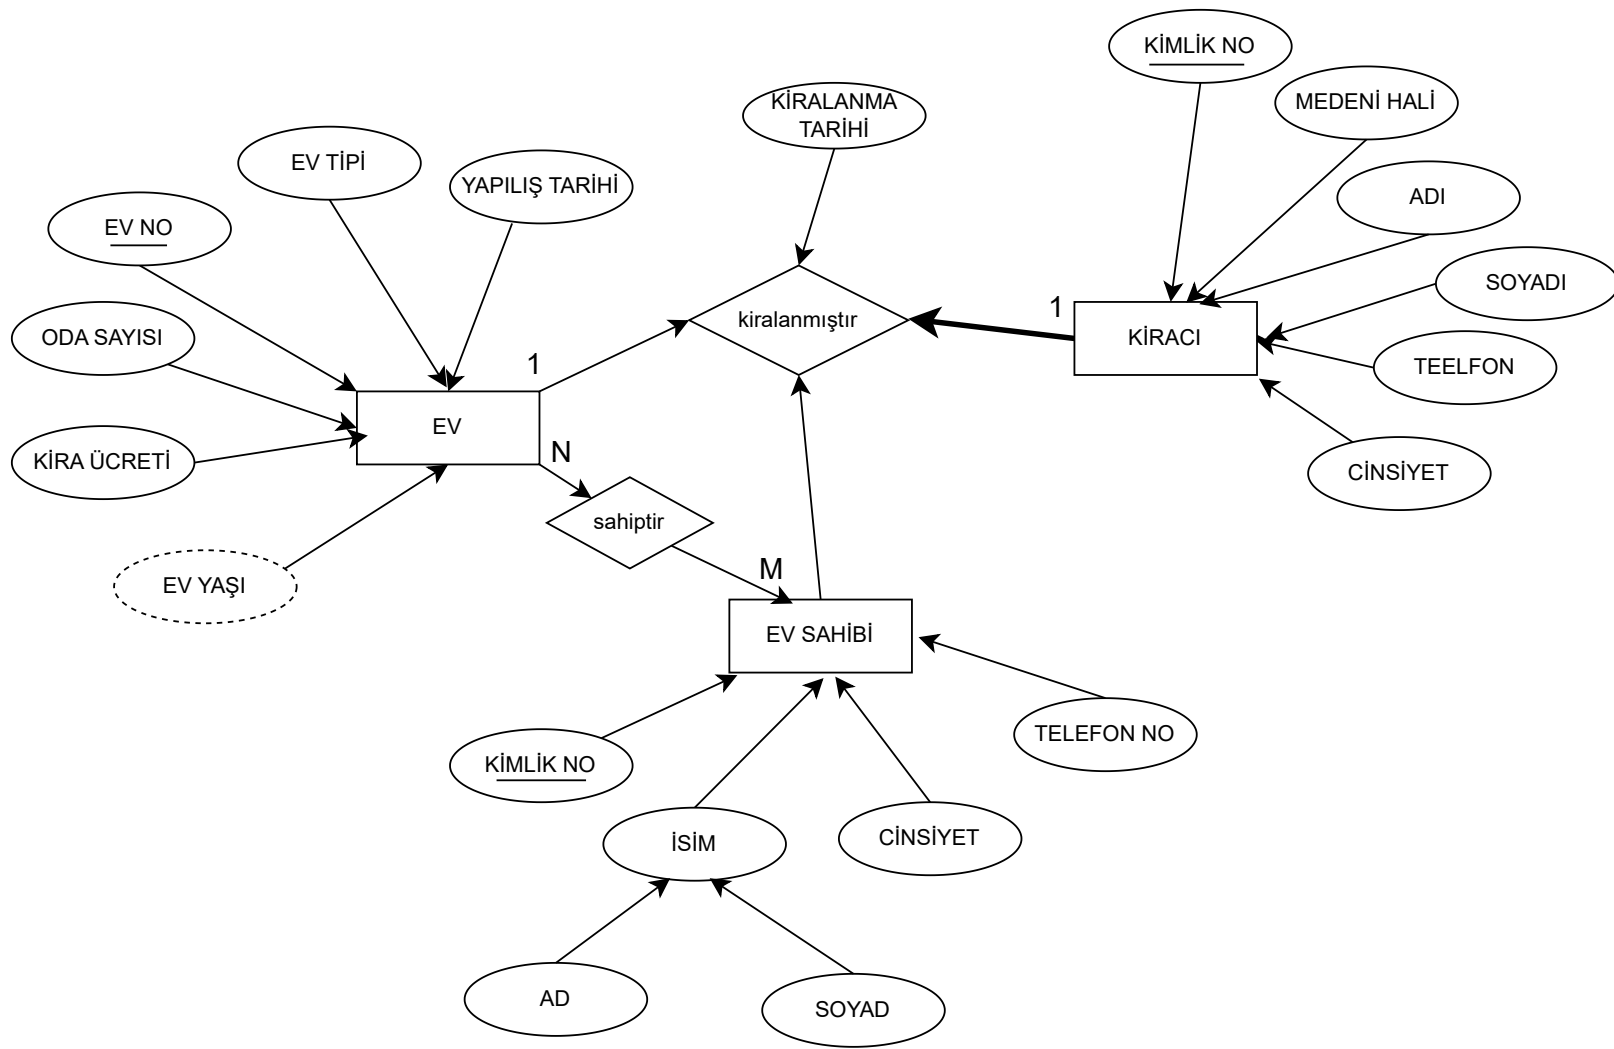 KİMLİK NO
MEDENİ HALİ
KİRALANMA
TARİHİ
EV TİPİ
YAPILIŞ TARİHİ
ADI
EV NO
SOYADI
kiralanmıştır
1
KİRACI
ODA SAYISI
1
TEELFON
EV
N
KİRA ÜCRETİ
CİNSİYET
sahiptir
M
EV YAŞI
EV SAHİBİ
TELEFON NO
KİMLİK NO
İSİM
CİNSİYET
AD
SOYAD